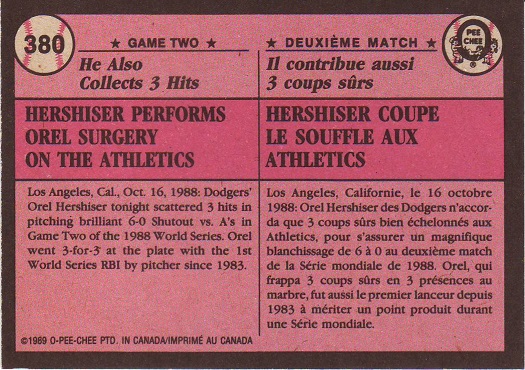 380
★ GAME TWO ★
He Also
Collects 3 Hits
HERSHISER PERFORMS
OREL SURGERY
ON THE ATHLETICS
Los Angeles, Cal., Oct. 16, 1988: Dodgers'
Orel Hershiser tonight scattered 3 hits in
pitching brilliant 6-0 Shutout vs. A's in
Game Two of the 1988 World Series. Orel
went 3-for-3 at the plate with the 1st
World Series RBI by pitcher since 1983.
©1989 O-PEE-CHEE PTD. IN CANADA/IMPRIMÉ AU CANADA
★ DEUXIÈME MATCH ★
O
PEE
CHEE
®
Il contribue aussi
3 coups sûrs
HERSHISER COUPE
LE SOUFFLE AUX
ATHLETICS
Los Angeles, Californie, le 16 octobre
1988: Orel Hershiser des Dodgers n'accor-
da que 3 coups sûrs bien échelonnés aux
Athletics, pour s'assurer un magnifique
blanchissage de 6 à 0 au deuxième match
de la Série mondiale de 1988. Orel, qui
frappa 3 coups sûrs en 3 présences au
marbre, fut aussi le premier lanceur depuis
1983 à mériter un point produit durant
une Série mondiale.